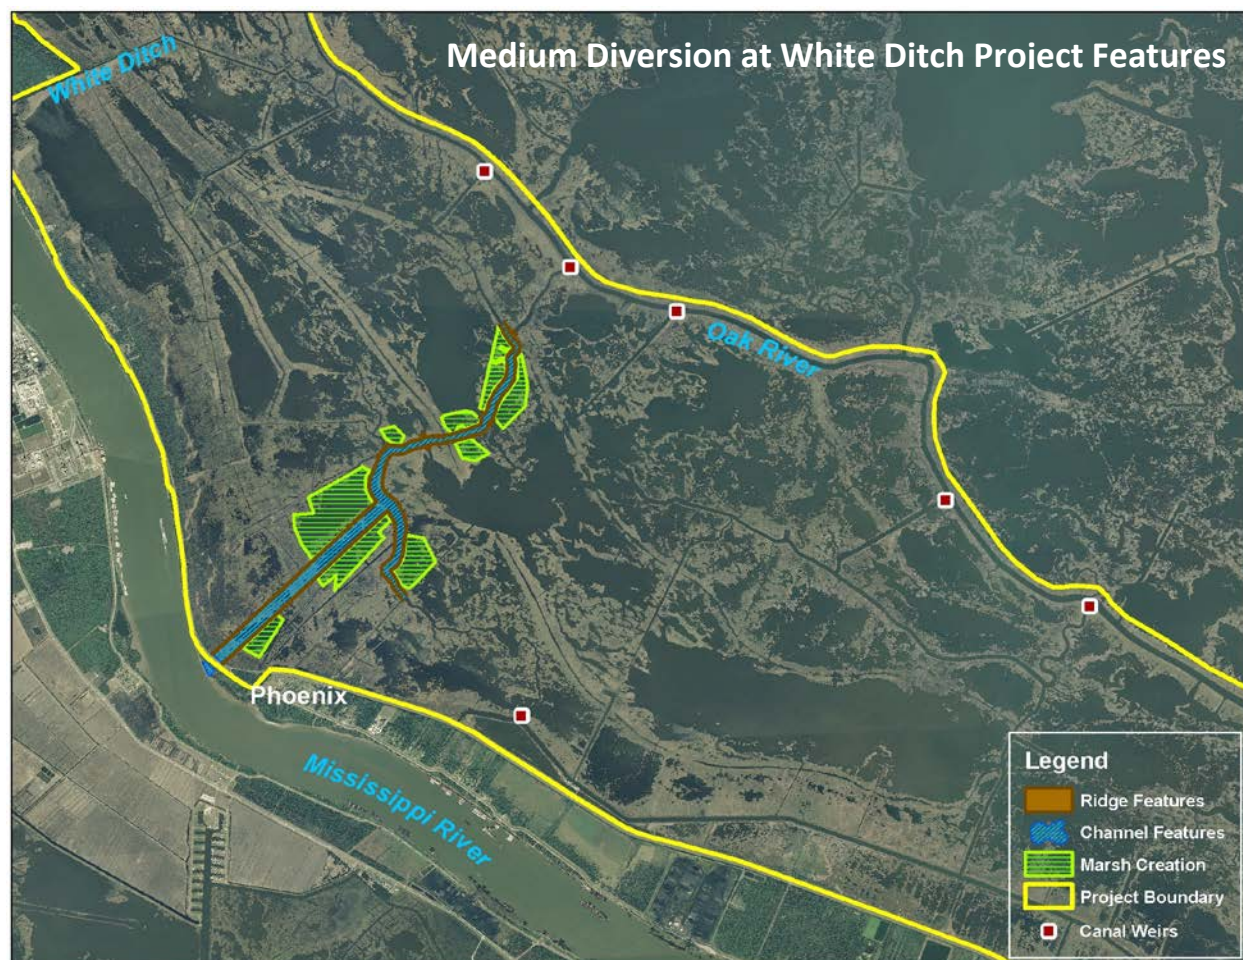 Medium Diversion at White Ditch Project Features
White Ditch
Oak River
Phoenix
Mississippi River
Legend
Ridge Features
Channel Features
Marsh Creation
Project Boundary
Canal Weirs